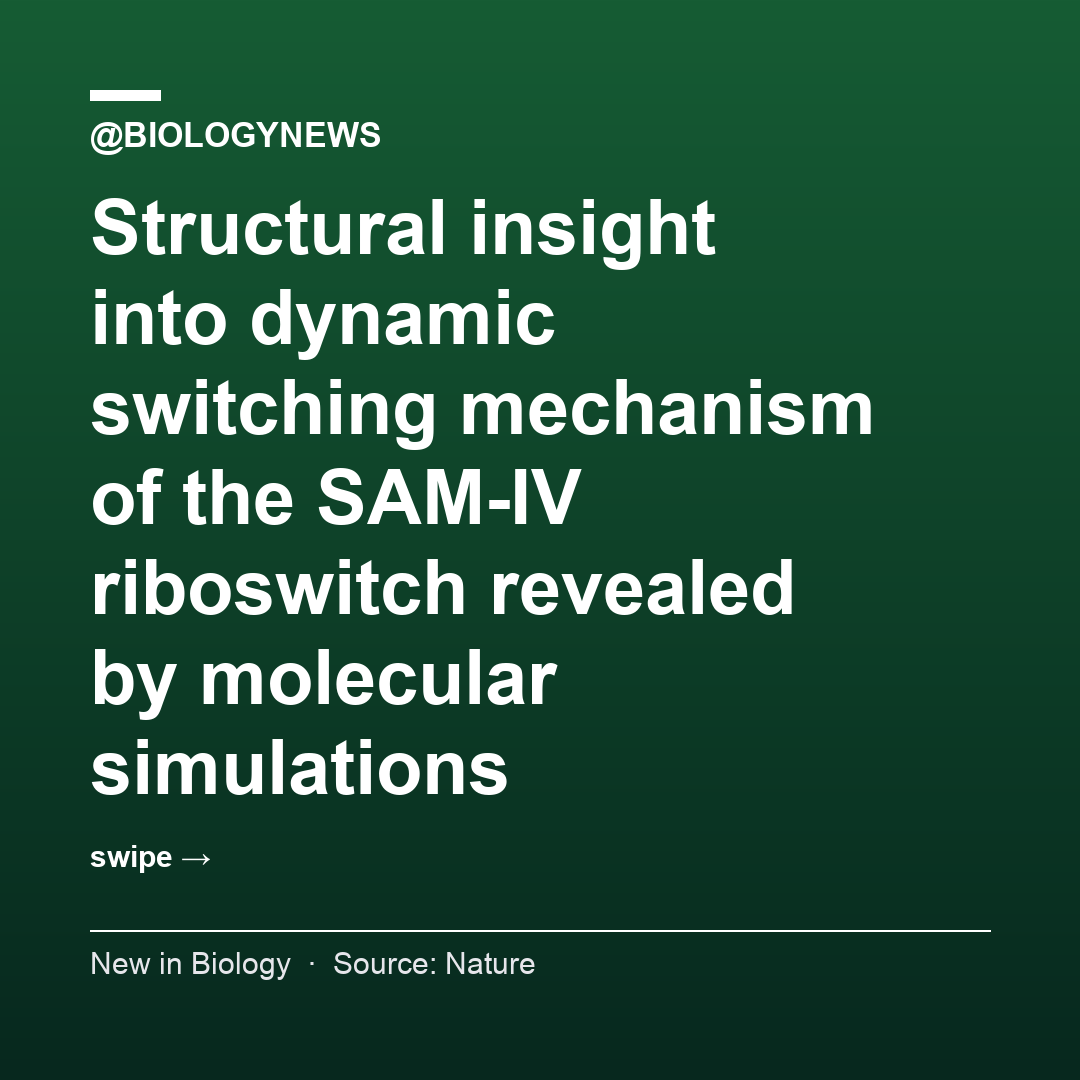 @BIOLOGYNEWS
Structural insight
into dynamic
switching mechanism
of the SAM-IV
riboswitch revealed
by molecular
simulations
swipe →
New in Biology · Source: Nature